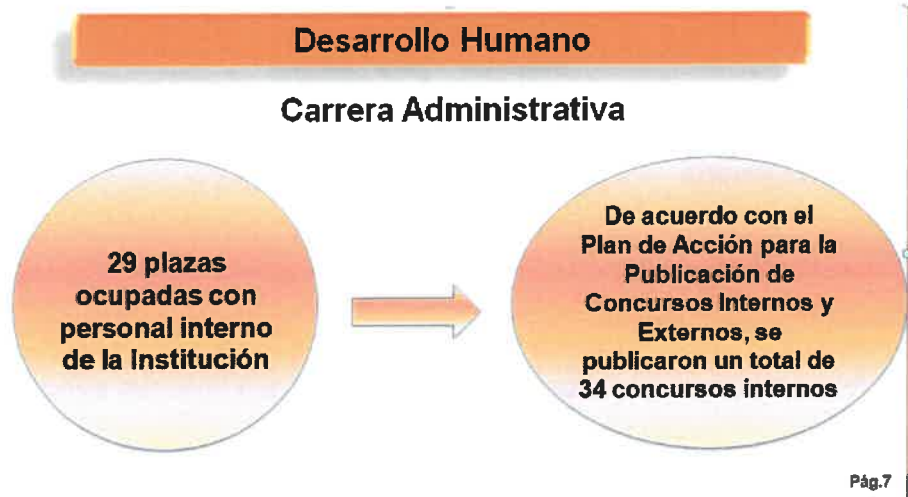 Desarrollo Humano
Carrera Administrativa
29 plazas
ocupadas con
personal interno
de la Institución
De acuerdo con el
Plan de Acción para la
Publicación de
Concursos Internos y
Externos, se
publicaron un total de
34 concursos internos
Pág.7